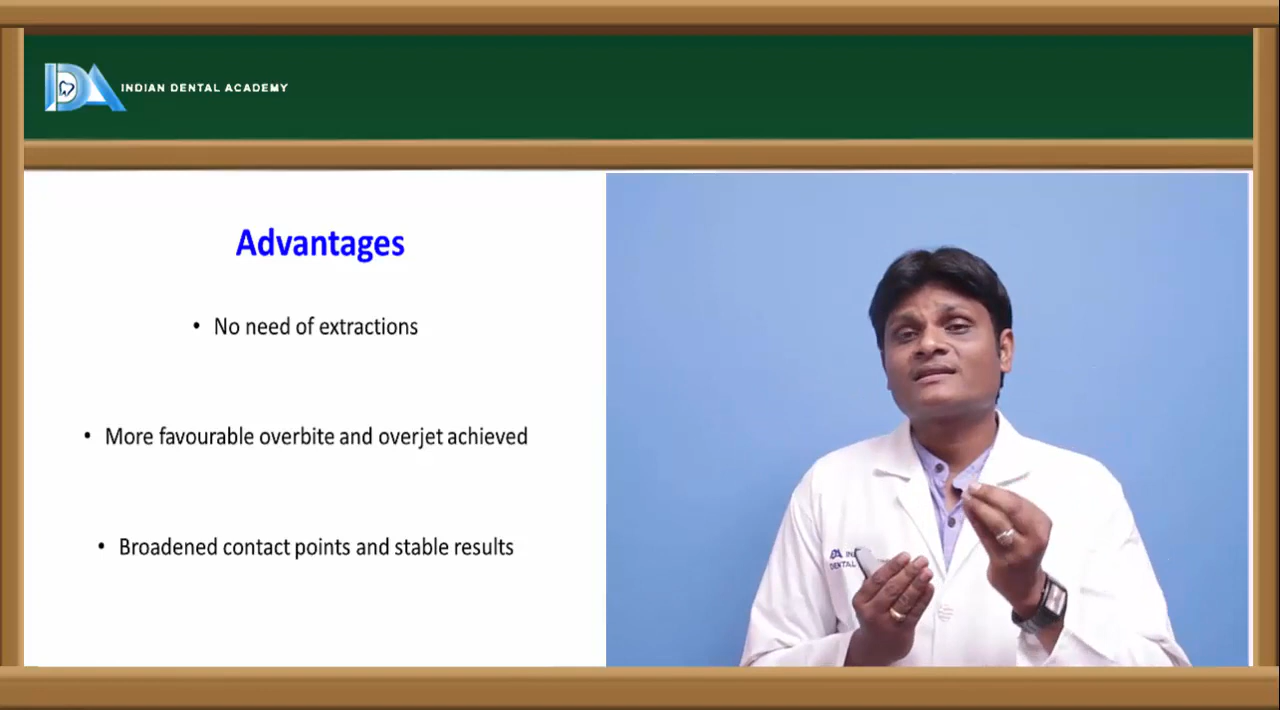 IDA INDIAN DENTAL ACADEMY
Advantages
• No need of extractions
• More favourable overbite and overjet achieved
• Broadened contact points and stable results
DENTAL